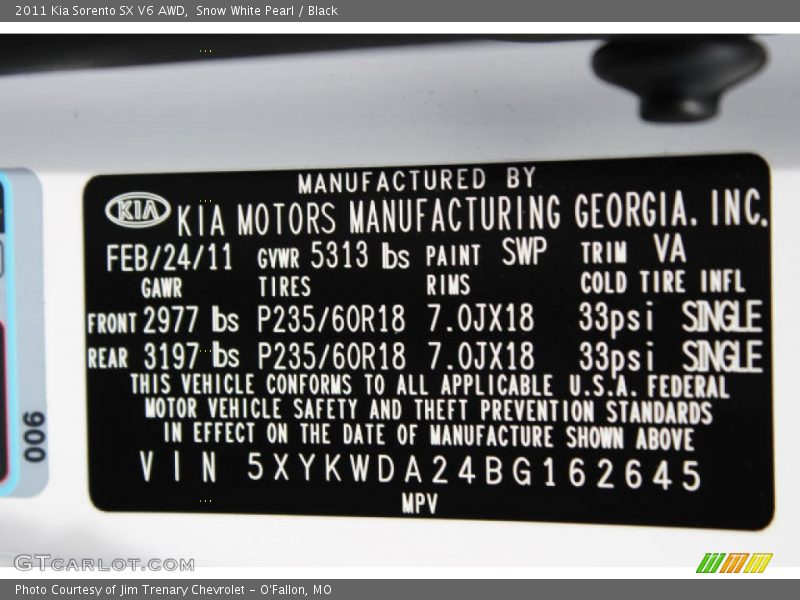 2011 Kia Sorento SX V6 AWD,  Snow White Pearl / Black
MANUFACTURED BY
KIA KIA MOTORS MANUFACTURING GEORGIA. INC.
FEB/24/11 GVWR 5313 lbs PAINT SWP TRIM VA
GAWR TIRES RIMS COLD TIRE INFL
FRONT 2977 lbs P235/60R18 7.0JX18 33psi SINGLE
REAR 3197 lbs P235/60R18 7.0JX18 33psi SINGLE
THIS VEHICLE CONFORMS TO ALL APPLICABLE U.S.A. FEDERAL
MOTOR VEHICLE SAFETY AND THEFT PREVENTION STANDARDS
IN EFFECT ON THE DATE OF MANUFACTURE SHOWN ABOVE
VIN 5XYKWDA24BG162645
MPV
006
GTCARLOT.COM
Photo Courtesy of Jim Trenary Chevrolet - O'Fallon, MO